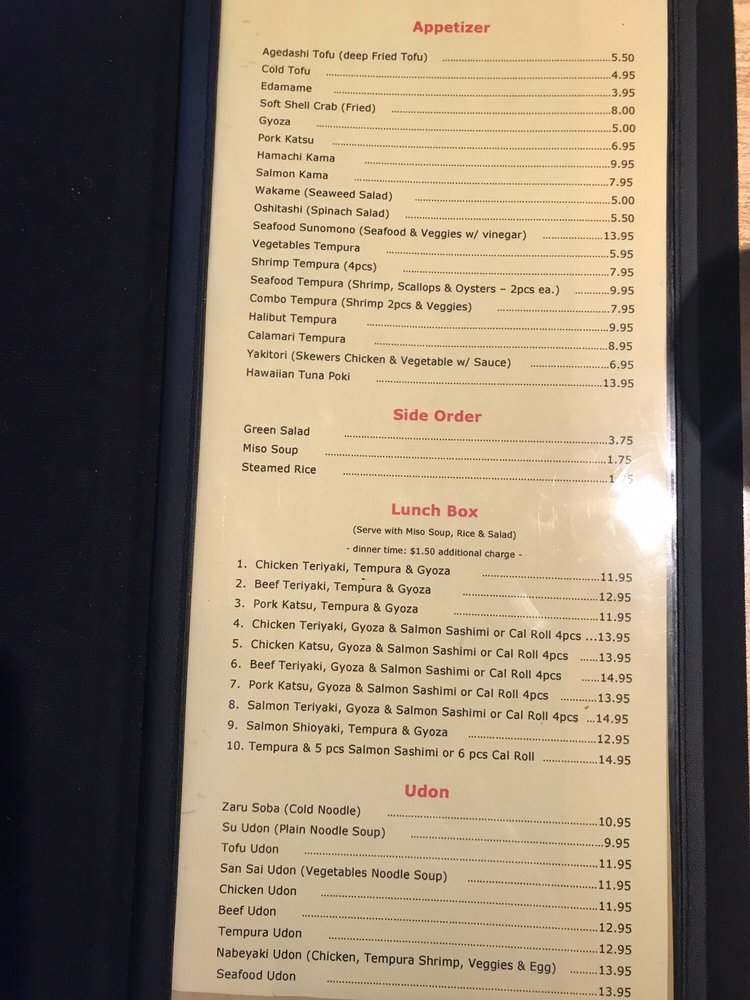 Appetizer
Agedashi Tofu (deep Fried Tofu) ........5.50
Cold Tofu ........4.95
Edamame ........3.95
Soft Shell Crab (Fried) ........8.00
Gyoza ........5.00
Pork Katsu ........6.95
Hamachi Kama ........9.95
Salmon Kama ........7.95
Wakame (Seaweed Salad) ........5.00
Oshitashi (Spinach Salad) ........5.50
Seafood Sunomono (Seafood & Veggies w/ vinegar) ........13.95
Vegetables Tempura ........5.95
Shrimp Tempura (4pcs) ........7.95
Seafood Tempura (Shrimp, Scallops & Oysters – 2pcs ea.) ........9.95
Combo Tempura (Shrimp 2pcs & Veggies) ........7.95
Halibut Tempura ........9.95
Calamari Tempura ........8.95
Yakitori (Skewers Chicken & Vegetable w/ Sauce) ........6.95
Hawaiian Tuna Poki ........13.95
Side Order
Green Salad ........3.75
Miso Soup ........1.75
Steamed Rice ........1.75
Lunch Box
(Serve with Miso Soup, Rice & Salad)
- dinner time: $1.50 additional charge -
1. Chicken Teriyaki, Tempura & Gyoza ........11.95
2. Beef Teriyaki, Tempura & Gyoza ........12.95
3. Pork Katsu, Tempura & Gyoza ........11.95
4. Chicken Teriyaki, Gyoza & Salmon Sashimi or Cal Roll 4pcs ...13.95
5. Chicken Katsu, Gyoza & Salmon Sashimi or Cal Roll 4pcs ......13.95
6. Beef Teriyaki, Gyoza & Salmon Sashimi or Cal Roll 4pcs ......14.95
7. Pork Katsu, Gyoza & Salmon Sashimi or Cal Roll 4pcs ...........13.95
8. Salmon Teriyaki, Gyoza & Salmon Sashimi or Cal Roll 4pcs ...14.95
9. Salmon Shioyaki, Tempura & Gyoza ........12.95
10. Tempura & 5 pcs Salmon Sashimi or 6 pcs Cal Roll ........14.95
Udon
Zaru Soba (Cold Noodle) ........10.95
Su Udon (Plain Noodle Soup) ........9.95
Tofu Udon ........11.95
San Sai Udon (Vegetables Noodle Soup) ........11.95
Chicken Udon ........11.95
Beef Udon ........12.95
Tempura Udon ........12.95
Nabeyaki Udon (Chicken, Tempura Shrimp, Veggies & Egg) ........13.95
Seafood Udon ........13.95